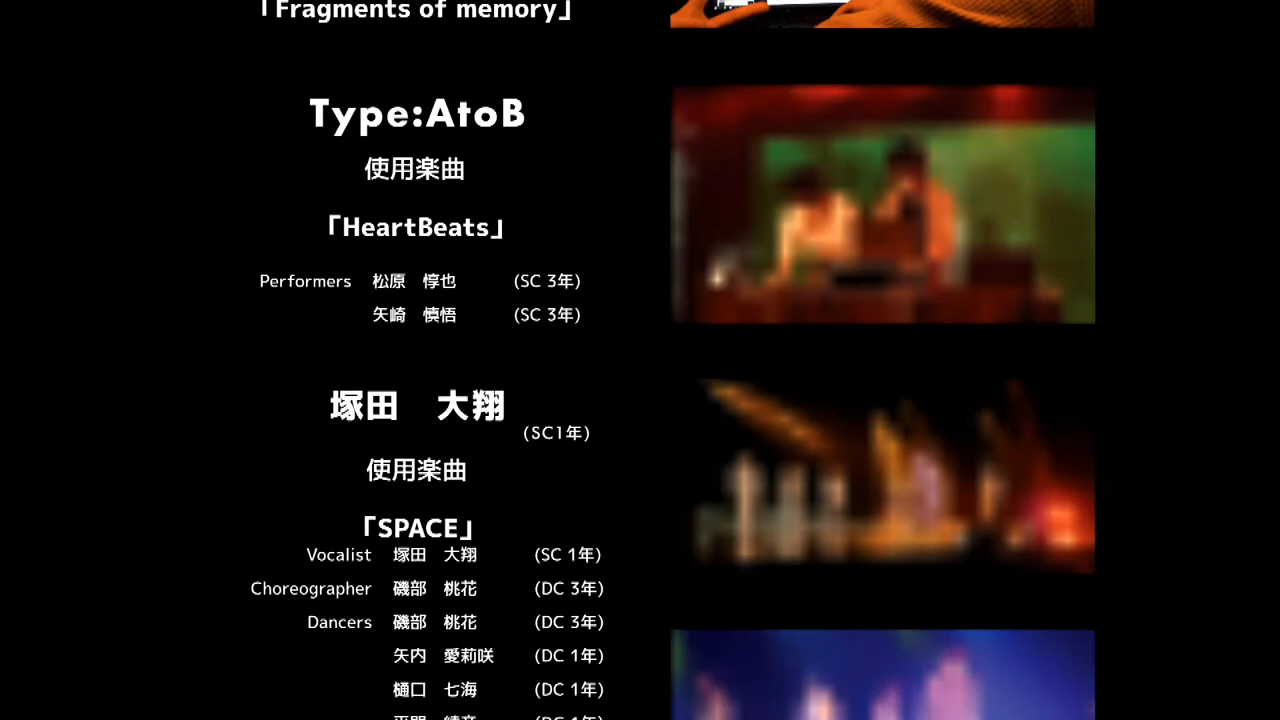 「Fragments of memory」
Type:AtoB
使用楽曲
「HeartBeats」
Performers 松原 惇也 (SC 3年)
矢崎 慎悟 (SC 3年)
塚田 大翔
(SC1年)
使用楽曲
「SPACE」
Vocalist 塚田 大翔 (SC 1年)
Choreographer 磯部 桃花 (DC 3年)
Dancers 磯部 桃花 (DC 3年)
矢内 愛莉咲 (DC 1年)
樋口 七海 (DC 1年)